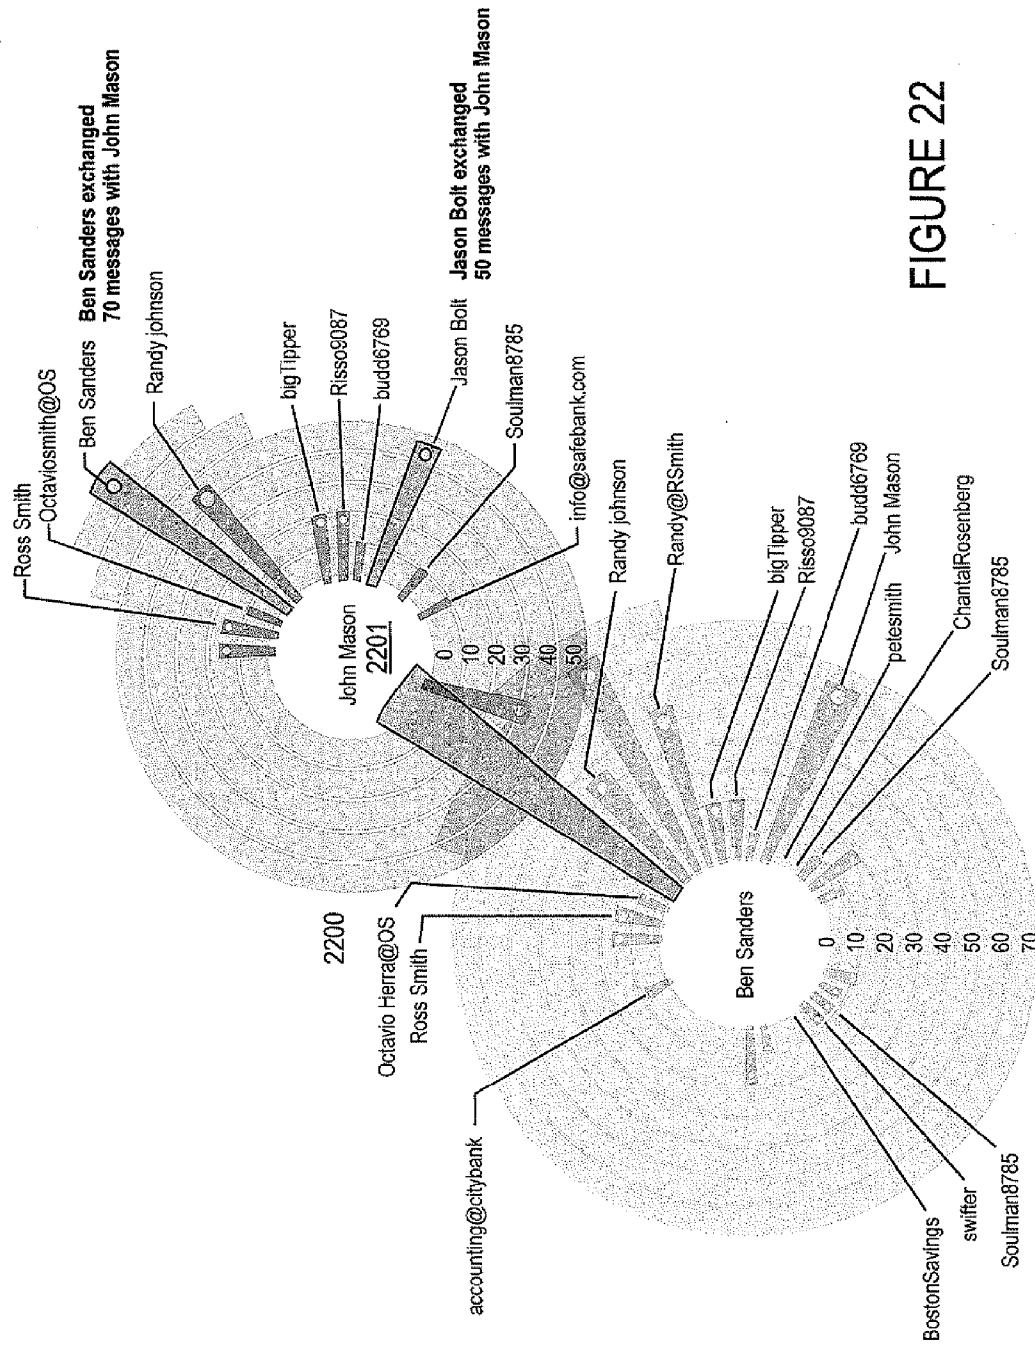 Ross Smith
Octaviosmith@OS
Ben Sanders
Ben Sanders exchanged
70 messages with John Mason
Randy johnson
bigTipper
Risso9087
budd6769
Jason Bolt
Jason Bolt exchanged
50 messages with John Mason
Soulman8785
info@safebank.com
John Mason
2201
0
10
20
30
40
50
2200
Octavio Herra@OS
Ross Smith
accounting@citybank
Randy johnson
Randy@RSmith
bigTipper
Risso9087
budd6769
John Mason
petesmith
ChantalRosenberg
Soulman8785
Ben Sanders
0
10
20
30
40
50
60
70
BostonSavings
swifter
Soulman8785
FIGURE 22